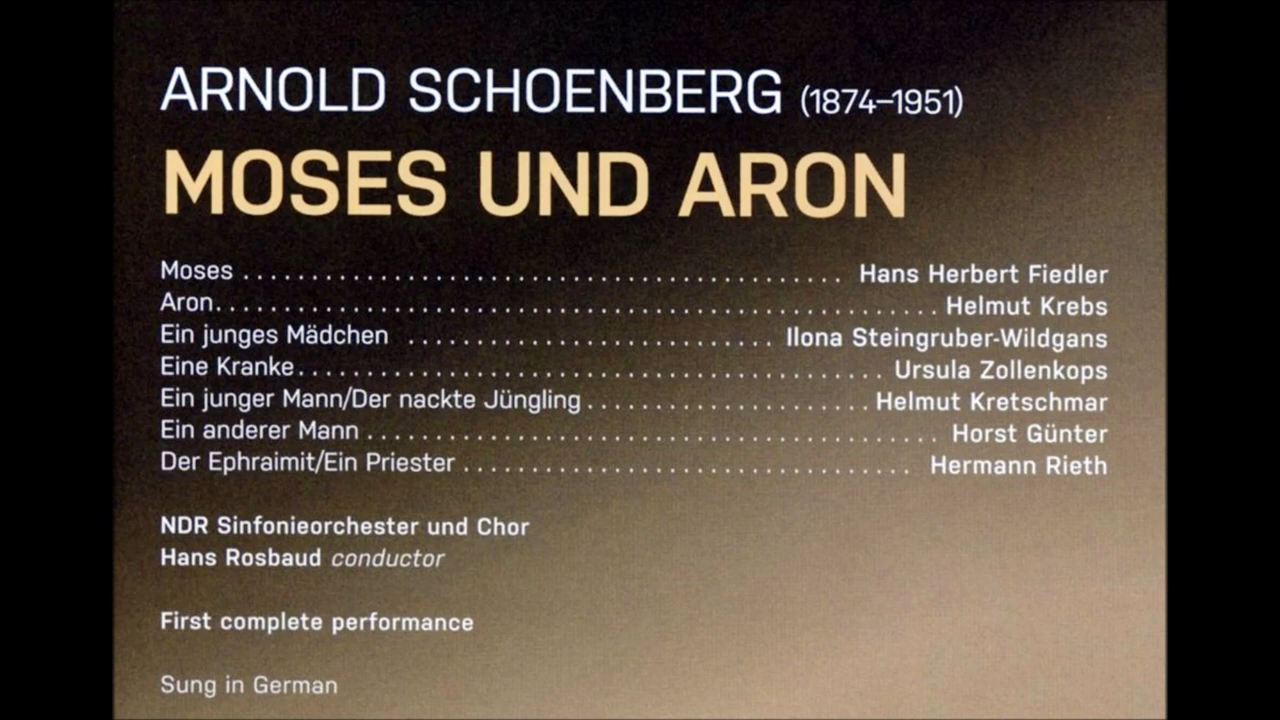 ARNOLD SCHOENBERG (1874–1951)
MOSES UND ARON
Moses . . . . . . . . . . . . . . . . . . . . . . . . . . . . . . . . . . . . . . . . . . . . Hans Herbert Fiedler
Aron. . . . . . . . . . . . . . . . . . . . . . . . . . . . . . . . . . . . . . . . . . . . . . . . . . . . . Helmut Krebs
Ein junges Mädchen . . . . . . . . . . . . . . . . . . . . . . . . . . . Ilona Steingruber-Wildgans
Eine Kranke. . . . . . . . . . . . . . . . . . . . . . . . . . . . . . . . . . . . . . . . . . . Ursula Zollenkops
Ein junger Mann/Der nackte Jüngling . . . . . . . . . . . . . . . . . . . . . Helmut Kretschmar
Ein anderer Mann . . . . . . . . . . . . . . . . . . . . . . . . . . . . . . . . . . . . . . . . . . Horst Günter
Der Ephraimit/Ein Priester . . . . . . . . . . . . . . . . . . . . . . . . . . . . . . . . . Hermann Rieth
NDR Sinfonieorchester und Chor
Hans Rosbaud conductor
First complete performance
Sung in German